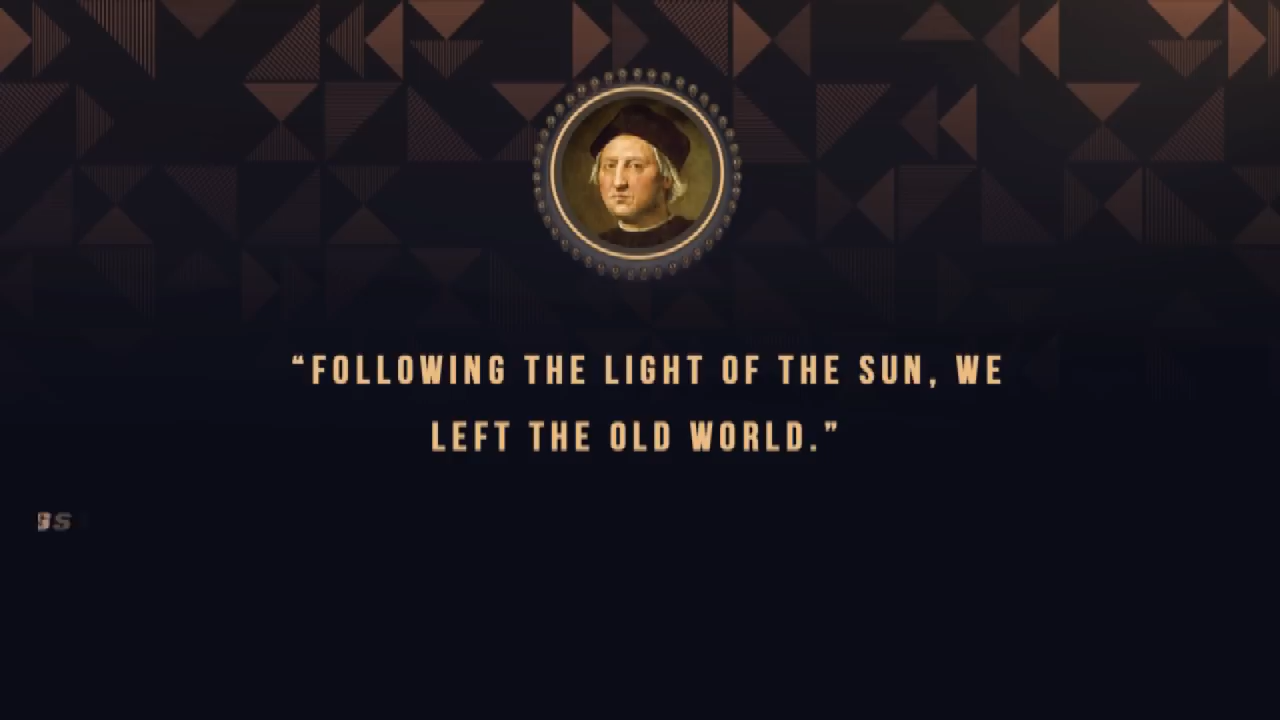 “FOLLOWING THE LIGHT OF THE SUN, WE
LEFT THE OLD WORLD.”